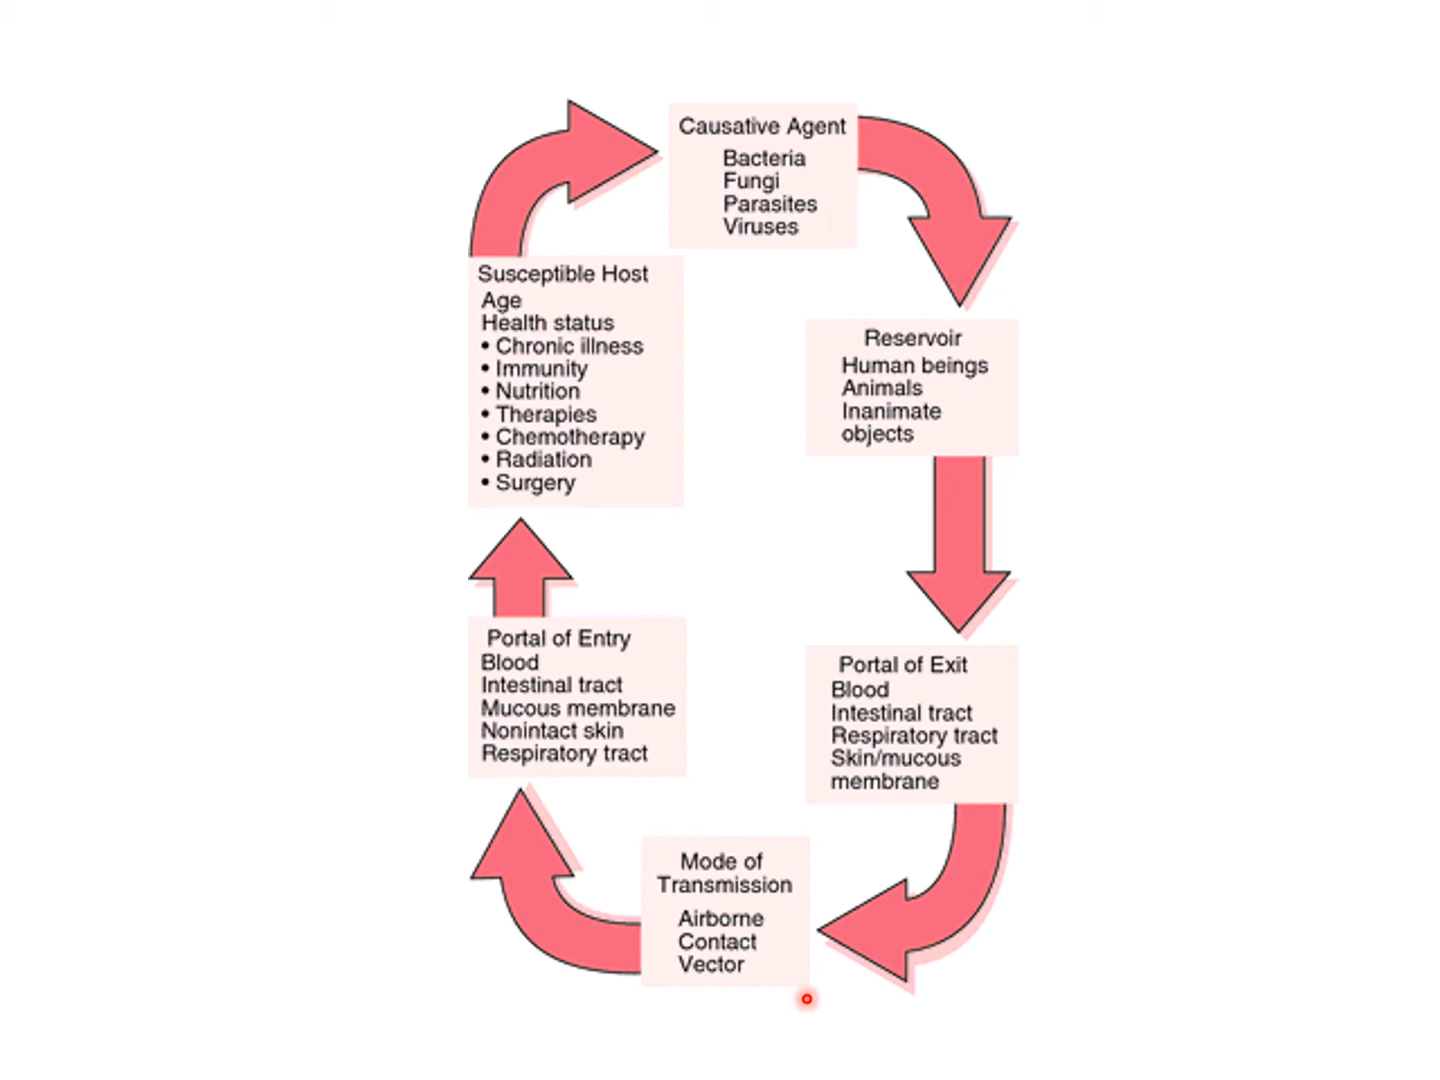 Causative Agent
Bacteria
Fungi
Parasites
Viruses
Reservoir
Human beings
Animals
Inanimate
objects
Portal of Exit
Blood
Intestinal tract
Respiratory tract
Skin/mucous
membrane
Mode of
Transmission
Airborne
Contact
Vector
Portal of Entry
Blood
Intestinal tract
Mucous membrane
Nonintact skin
Respiratory tract
Susceptible Host
Age
Health status
• Chronic illness
• Immunity
• Nutrition
• Therapies
• Chemotherapy
• Radiation
• Surgery